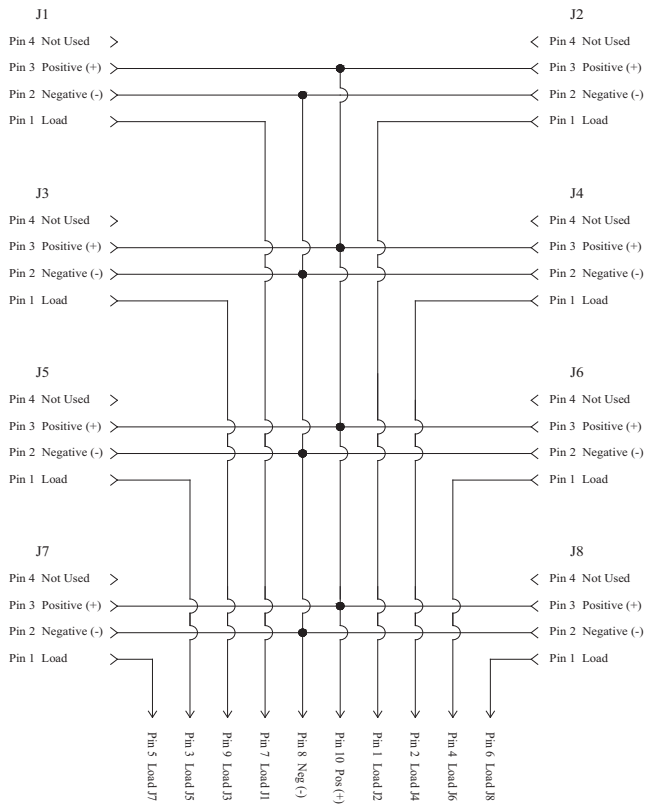 J1
Pin 4 Not Used
Pin 3 Positive (+)
Pin 2 Negative (-)
Pin 1 Load
J2
Pin 4 Not Used
Pin 3 Positive (+)
Pin 2 Negative (-)
Pin 1 Load
J3
Pin 4 Not Used
Pin 3 Positive (+)
Pin 2 Negative (-)
Pin 1 Load
J4
Pin 4 Not Used
Pin 3 Positive (+)
Pin 2 Negative (-)
Pin 1 Load
J5
Pin 4 Not Used
Pin 3 Positive (+)
Pin 2 Negative (-)
Pin 1 Load
J6
Pin 4 Not Used
Pin 3 Positive (+)
Pin 2 Negative (-)
Pin 1 Load
J7
Pin 4 Not Used
Pin 3 Positive (+)
Pin 2 Negative (-)
Pin 1 Load
J8
Pin 4 Not Used
Pin 3 Positive (+)
Pin 2 Negative (-)
Pin 1 Load
Pin 5 Load J7
Pin 3 Load J5
Pin 9 Load J3
Pin 7 Load J1
Pin 8 Neg (-)
Pin 10 Pos (+)
Pin 1 Load J2
Pin 2 Load J4
Pin 4 Load J6
Pin 6 Load J8